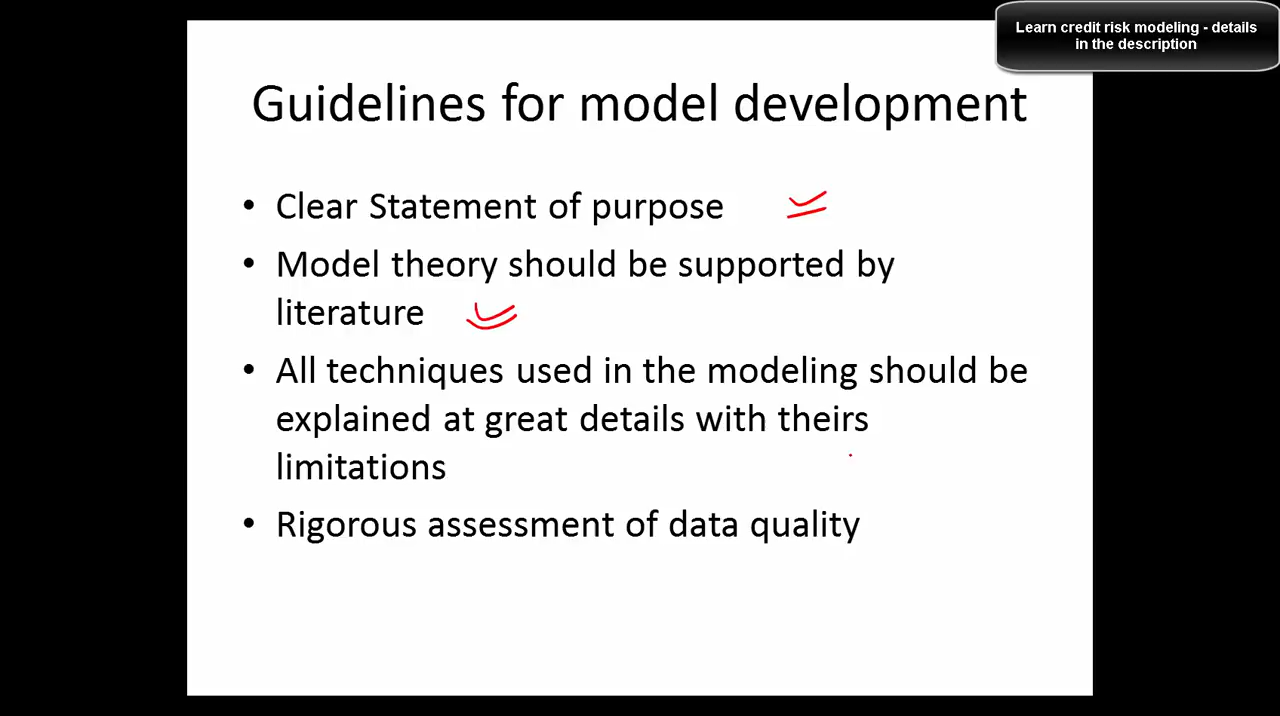 Learn credit risk modeling - details
in the description
Guidelines for model development
• Clear Statement of purpose
• Model theory should be supported by
literature
• All techniques used in the modeling should be
explained at great details with theirs
limitations
• Rigorous assessment of data quality